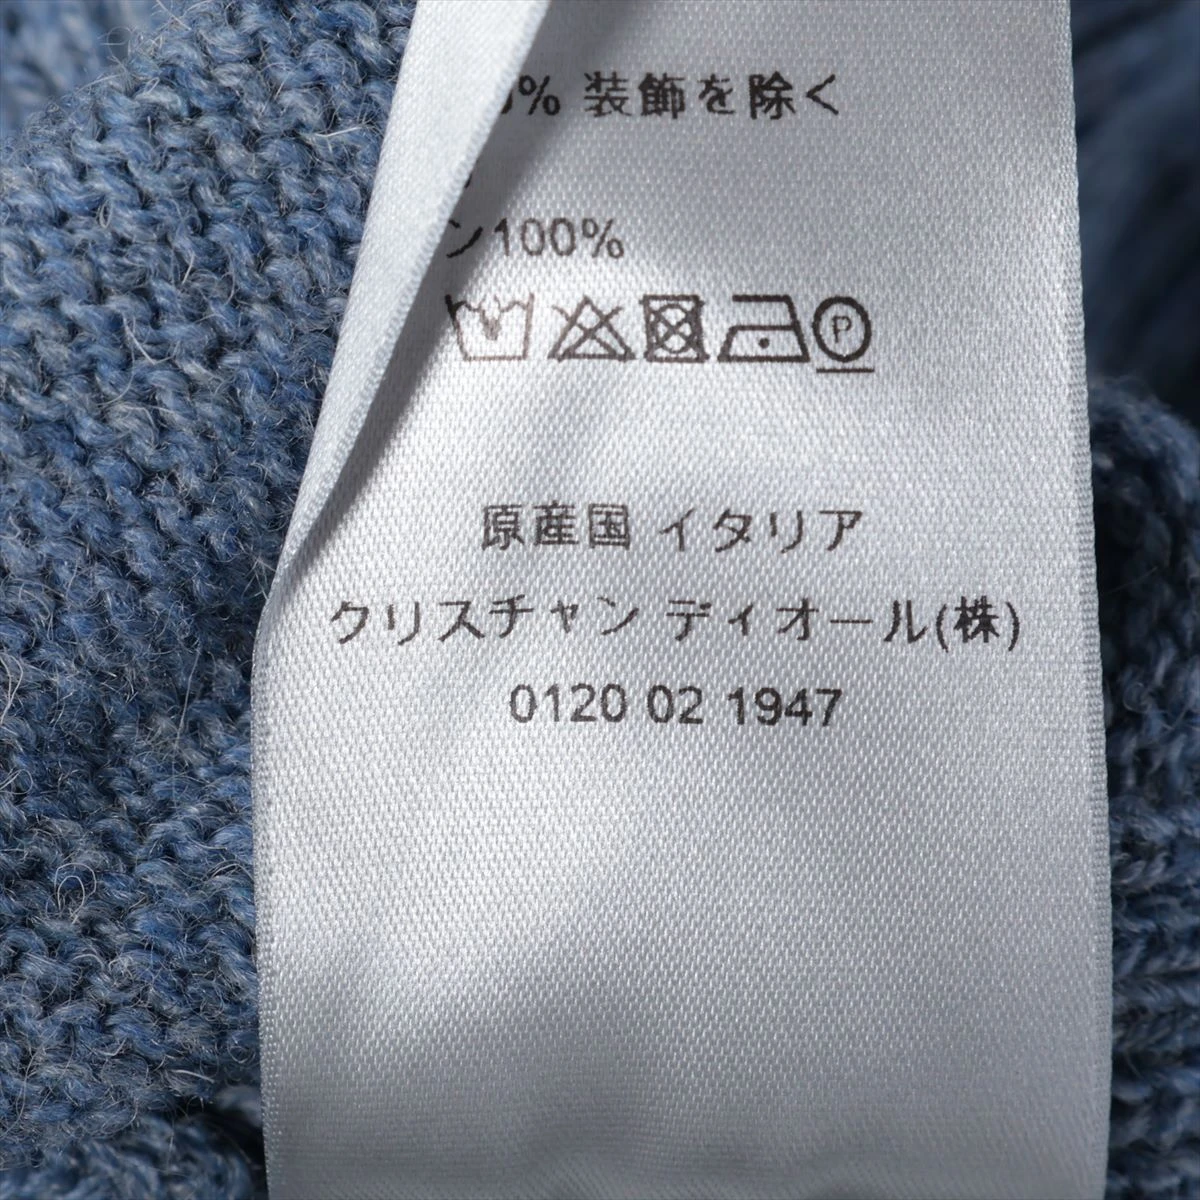 % 装飾を除く
ン100%
P
原産国 イタリア
クリスチャン ディオール(株)
0120 02 1947